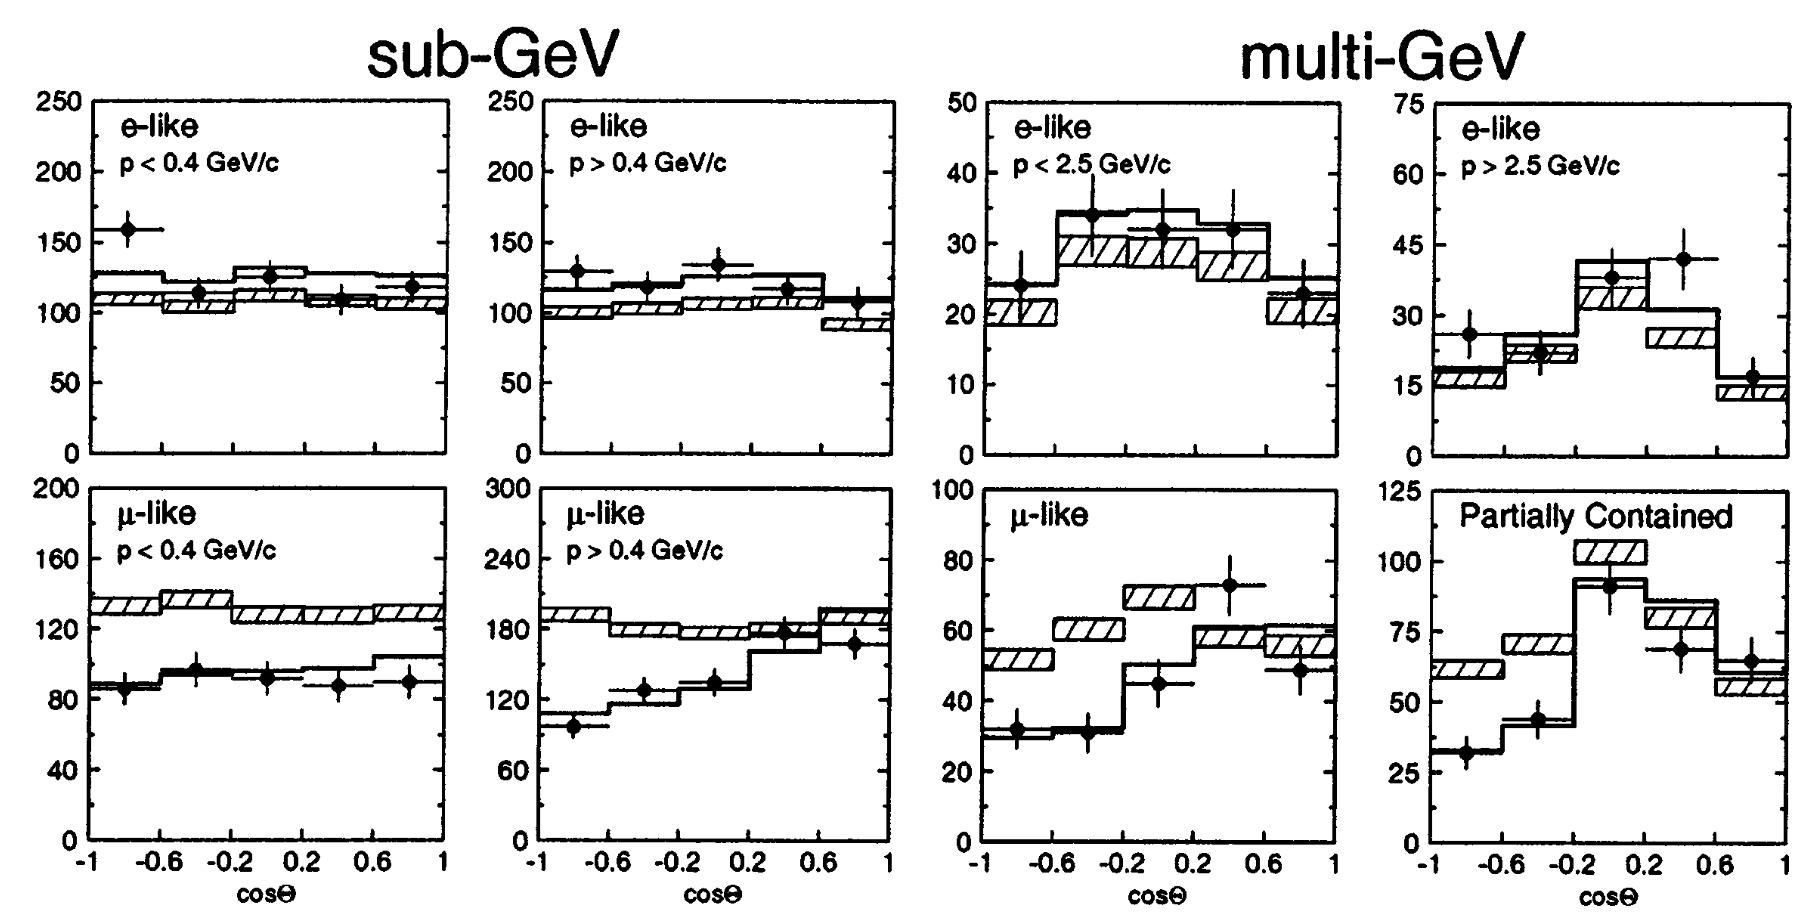 sub-GeV multi-GeV
250 250 50 75
e-like e-like e-like e-like
p < 0.4 GeV/c p > 0.4 GeV/c p < 2.5 GeV/c p > 2.5 GeV/c
200 200 40 60
150 150 30 45
100 100 20 30
50 50 10 15
0 0 0 0
200 300 100 125
μ-like μ-like μ-like Partially Contained
p < 0.4 GeV/c p > 0.4 GeV/c
160 240 80 100
120 180 60 75
80 120 40 50
40 60 20 25
0 0 0 0
-1 -0.6 -0.2 0.2 0.6 1 -1 -0.6 -0.2 0.2 0.6 1 -1 -0.6 -0.2 0.2 0.6 1 -1 -0.6 -0.2 0.2 0.6 1
cosΘ cosΘ cosΘ cosΘ